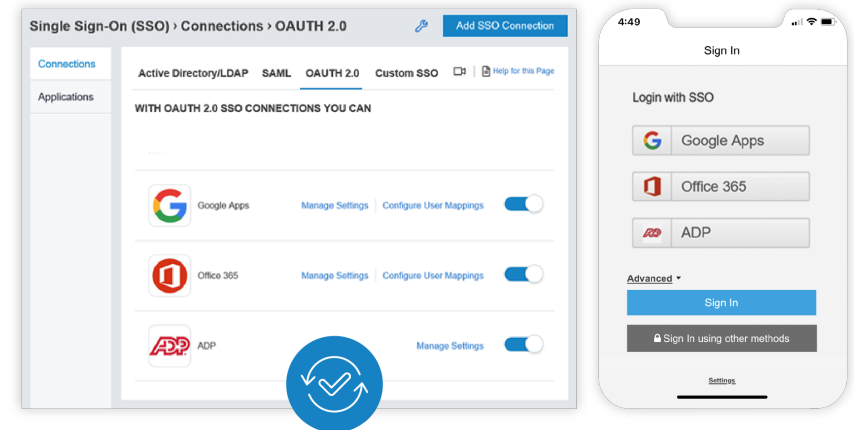 Single Sign-On (SSO) › Connections › OAUTH 2.0
Add SSO Connection
Connections
Applications
Active Directory/LDAP SAML OAUTH 2.0 Custom SSO Help for this Page
WITH OAUTH 2.0 SSO CONNECTIONS YOU CAN
Google Apps Manage Settings Configure User Mappings
Office 365 Manage Settings Configure User Mappings
ADP ADP Manage Settings
4:49
Sign In
Login with SSO
G Google Apps
Office 365
ADP ADP
Advanced
Sign In
Sign In using other methods
Settings